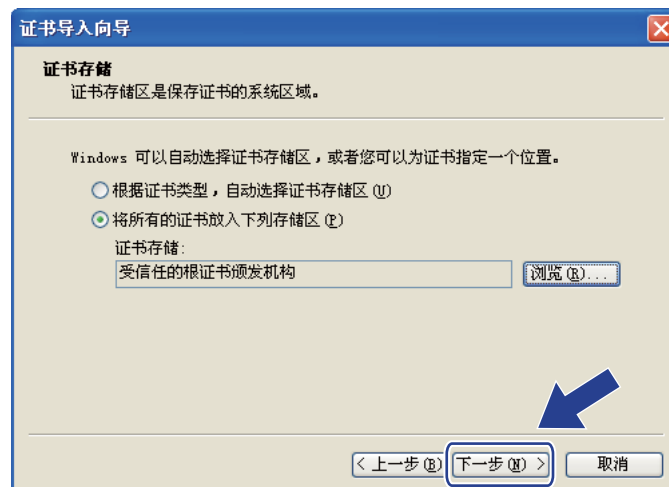 证书导入向导
证书存储
证书存储区是保存证书的系统区域。
Windows 可以自动选择证书存储区，或者您可以为证书指定一个位置。
根据证书类型，自动选择证书存储区(U)
将所有的证书放入下列存储区(P)
证书存储:
受信任的根证书颁发机构
浏览(R)...
< 上一步(B) 下一步(N) > 取消